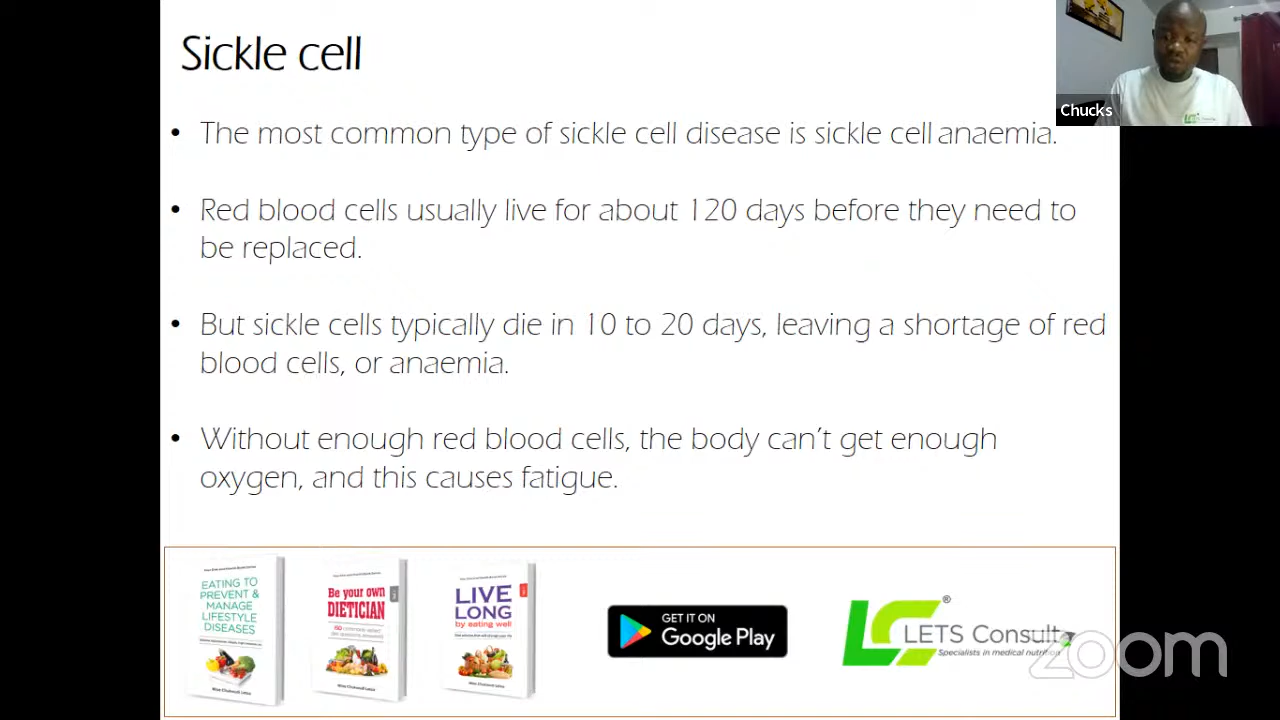 Sickle cell
Chucks
• The most common type of sickle cell disease is sickle cell anaemia.
• Red blood cells usually live for about 120 days before they need to
be replaced.
• But sickle cells typically die in 10 to 20 days, leaving a shortage of red
blood cells, or anaemia.
• Without enough red blood cells, the body can't get enough
oxygen, and this causes fatigue.
EATING TO
PREVENT &
MANAGE
LIFESTYLE
DISEASES
Be your own
DIETICIAN
LIVE
LONG
by eating well
GET IT ON
Google Play
LETS Consult
Specialists in medical nutrition
®
zoom